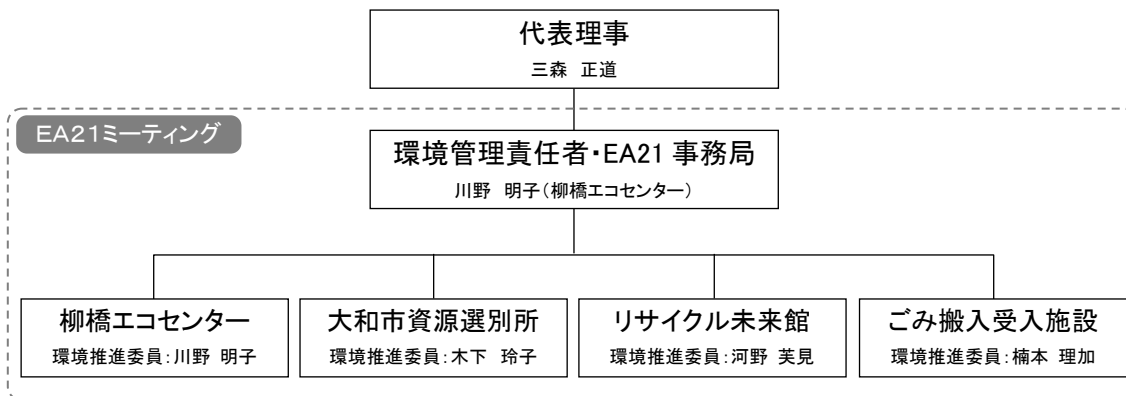 代表理事
三森 正道
EA21ミーティング
環境管理責任者・EA21 事務局
川野 明子（柳橋エコセンター）
柳橋エコセンター
環境推進委員：川野 明子
大和市資源選別所
環境推進委員：木下 玲子
リサイクル未来館
環境推進委員：河野 芙見
ごみ搬入受入施設
環境推進委員：楠本 理加